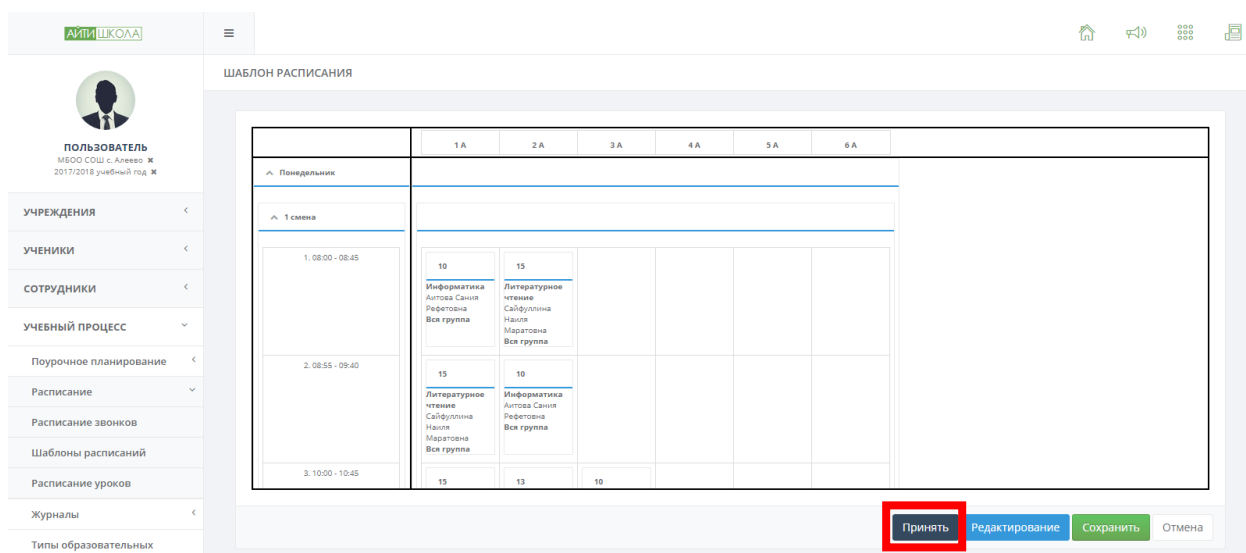 АЙТИ ШКОЛА
ШАБЛОН РАСПИСАНИЯ
ПОЛЬЗОВАТЕЛЬ
МБОО СОШ с. Алеево ✖
2017/2018 учебный год ✖
УЧРЕЖДЕНИЯ
УЧЕНИКИ
СОТРУДНИКИ
УЧЕБНЫЙ ПРОЦЕСС
Поурочное планирование
Расписание
Расписание звонков
Шаблоны расписаний
Расписание уроков
Журналы
Типы образовательных
1 А 2 А 3 А 4 А 5 А 6 А
Понедельник
1 смена
1. 08:00 - 08:45
10
Информатика
Аитова Сания
Рефетовна
Вся группа
15
Литературное
чтение
Сайфуллина
Наиля
Маратовна
Вся группа
2. 08:55 - 09:40
15
Литературное
чтение
Сайфуллина
Наиля
Маратовна
Вся группа
10
Информатика
Аитова Сания
Рефетовна
Вся группа
3. 10:00 - 10:45
15 13 10
Принять Редактирование Сохранить Отмена